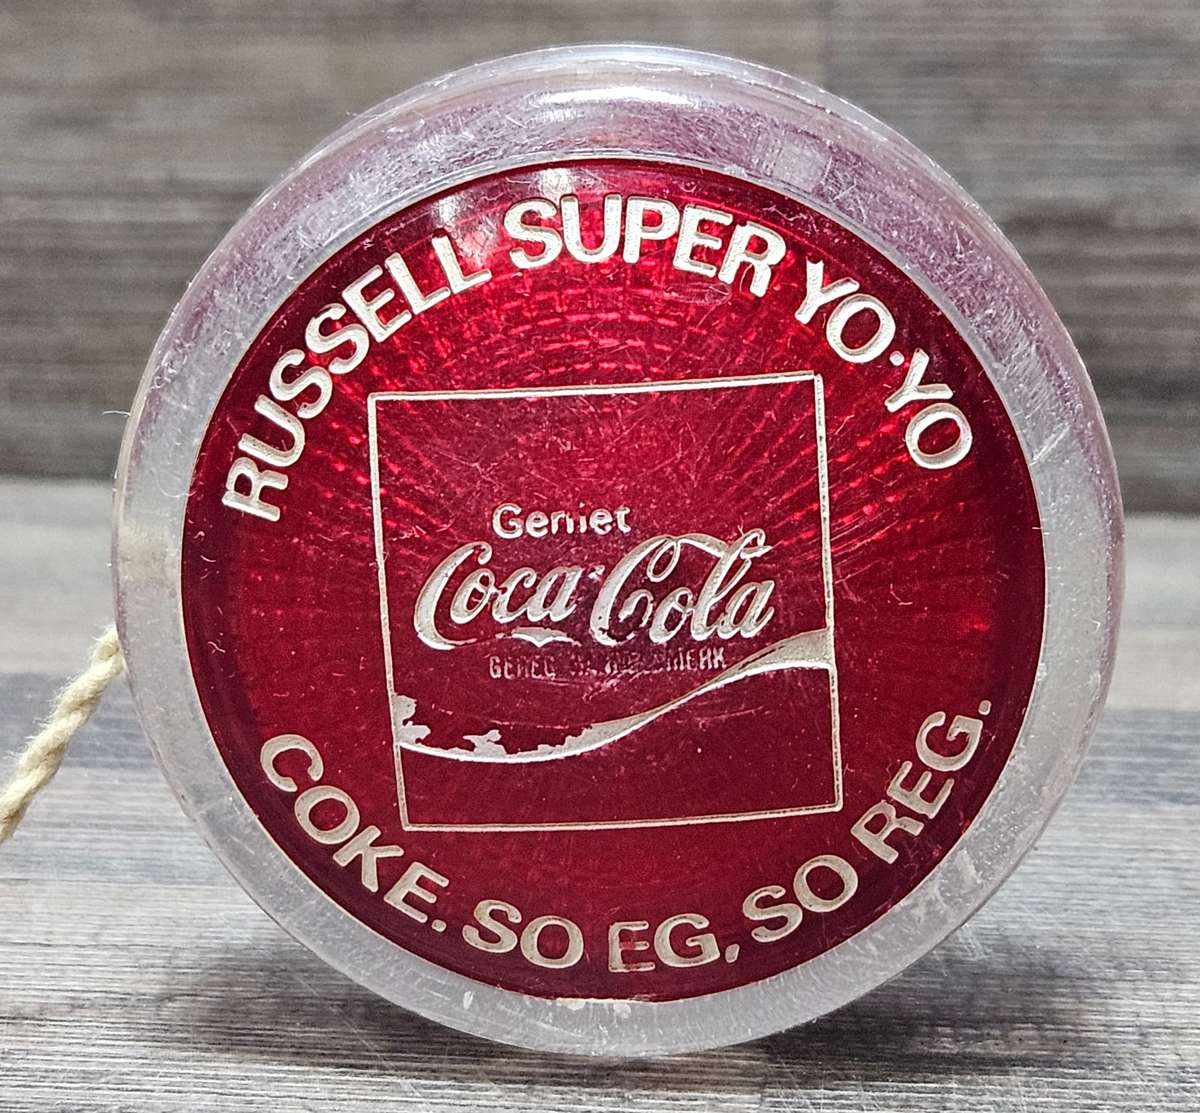 RUSSELL SUPER YO-YO
Geniet
Coca-Cola
COKE. SO EG, SO REG.